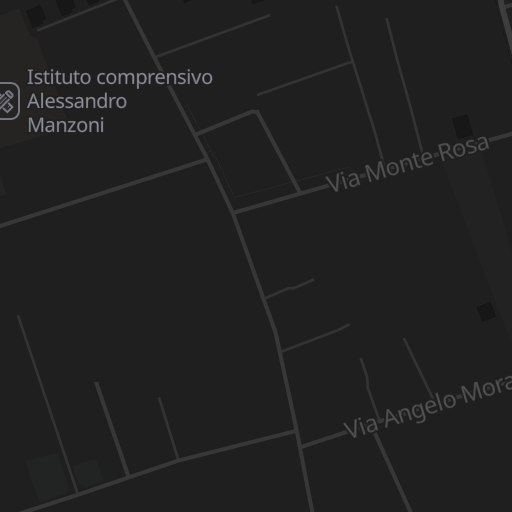 Istituto comprensivo
Alessandro
Manzoni
Via Monte Rosa
Via Angelo Mora